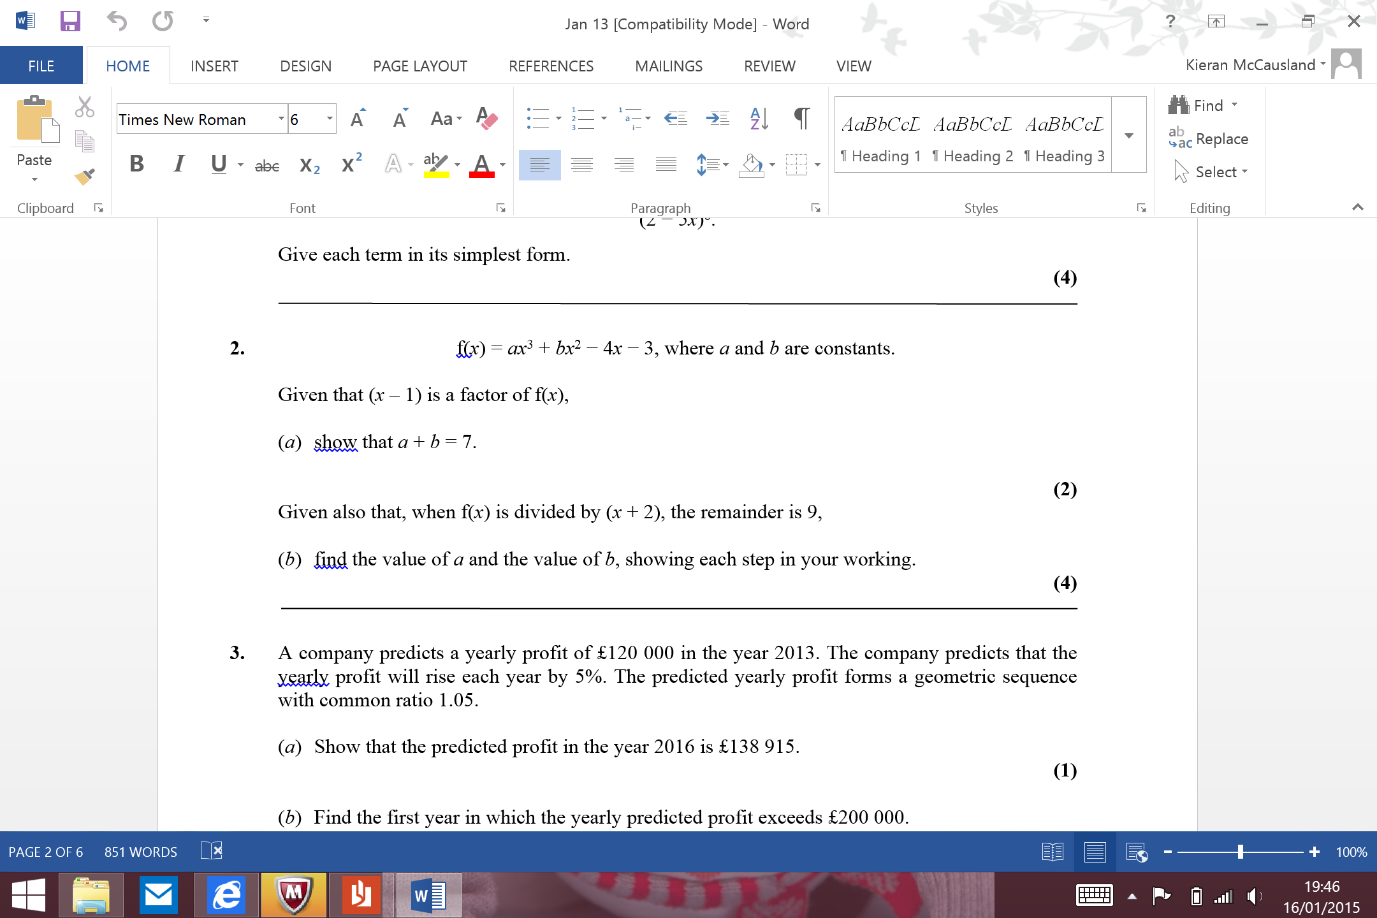 Jan 13 [Compatibility Mode] - Word
?
FILE HOME INSERT DESIGN PAGE LAYOUT REFERENCES MAILINGS REVIEW VIEW Kieran McCausland
Paste
Times New Roman 6
B I U abc X₂ X²
AaBbCcL AaBbCcL AaBbCcL
¶ Heading 1 ¶ Heading 2 ¶ Heading 3
Find
Replace
Select
Clipboard Font Paragraph Styles Editing
Give each term in its simplest form.
(4)
2. f(x) = ax³ + bx² − 4x − 3, where a and b are constants.
Given that (x – 1) is a factor of f(x),
(a) show that a + b = 7.
(2)
Given also that, when f(x) is divided by (x + 2), the remainder is 9,
(b) find the value of a and the value of b, showing each step in your working.
(4)
3. A company predicts a yearly profit of £120 000 in the year 2013. The company predicts that the
yearly profit will rise each year by 5%. The predicted yearly profit forms a geometric sequence
with common ratio 1.05.
(a) Show that the predicted profit in the year 2016 is £138 915.
(1)
(b) Find the first year in which the yearly predicted profit exceeds £200 000.
PAGE 2 OF 6 851 WORDS 100%
19:46
16/01/2015